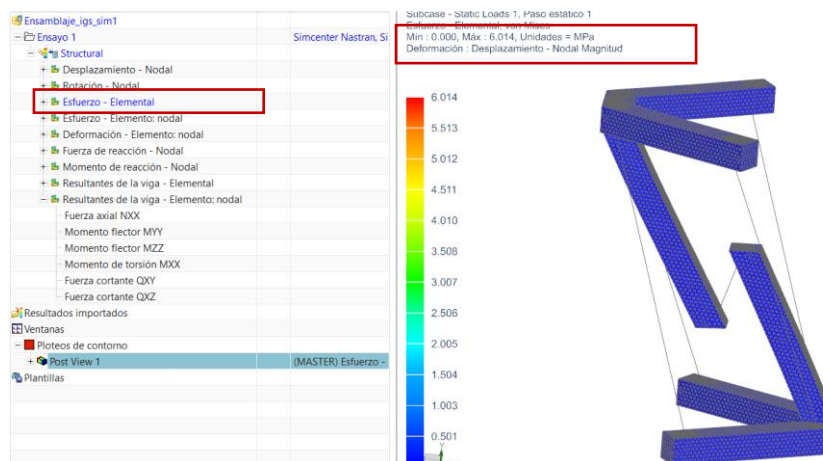 Ensamblaje_igs_sim1
Ensayo 1 Simcenter Nastran, Si
Structural
Desplazamiento - Nodal
Rotación - Nodal
Esfuerzo - Elemental
Esfuerzo - Elemento: nodal
Deformación - Elemento: nodal
Fuerza de reacción - Nodal
Momento de reacción - Nodal
Resultantes de la viga - Elemental
Resultantes de la viga - Elemento: nodal
Fuerza axial NXX
Momento flector MYY
Momento flector MZZ
Momento de torsión MXX
Fuerza cortante QXY
Fuerza cortante QXZ
Resultados importados
Ventanas
Ploteos de contorno
Post View 1 (MASTER) Esfuerzo -
Plantillas
Subcase - Static Loads 1, Paso estático 1
Esfuerzo - Elemental, von Mises
Min : 0.000, Máx : 6.014, Unidades = MPa
Deformación : Desplazamiento - Nodal Magnitud
6.014
5.513
5.012
4.511
4.010
3.508
3.007
2.506
2.005
1.504
1.003
0.501
Y